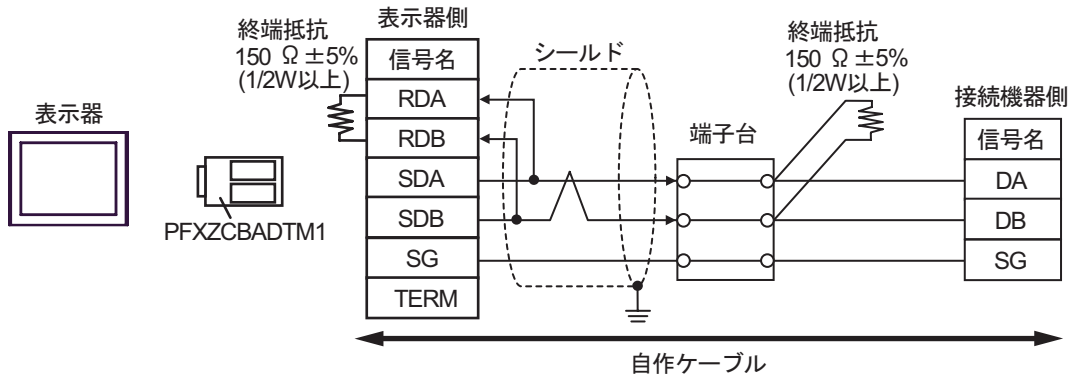 表示器側
終端抵抗
150 Ω ±5%
(1/2W以上)
信号名
RDA
RDB
SDA
SDB
SG
TERM
シールド
終端抵抗
150 Ω ±5%
(1/2W以上)
端子台
接続機器側
信号名
DA
DB
SG
表示器
PFXZCBADTM1
自作ケーブル